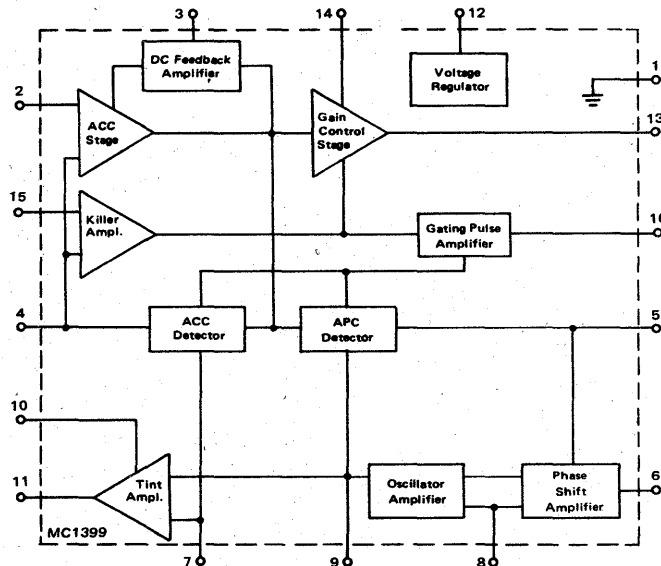 3
14
12
DC Feedback
Amplifier
Voltage
Regulator
1
2
ACC
Stage
Gain
Control
Stage
13
15
Killer
Ampl.
Gating Pulse
Amplifier
16
4
ACC
Detector
APC
Detector
5
10
11
Tint
Ampl.
Oscillator
Amplifier
Phase
Shift
Amplifier
6
MC1399
7
9
8